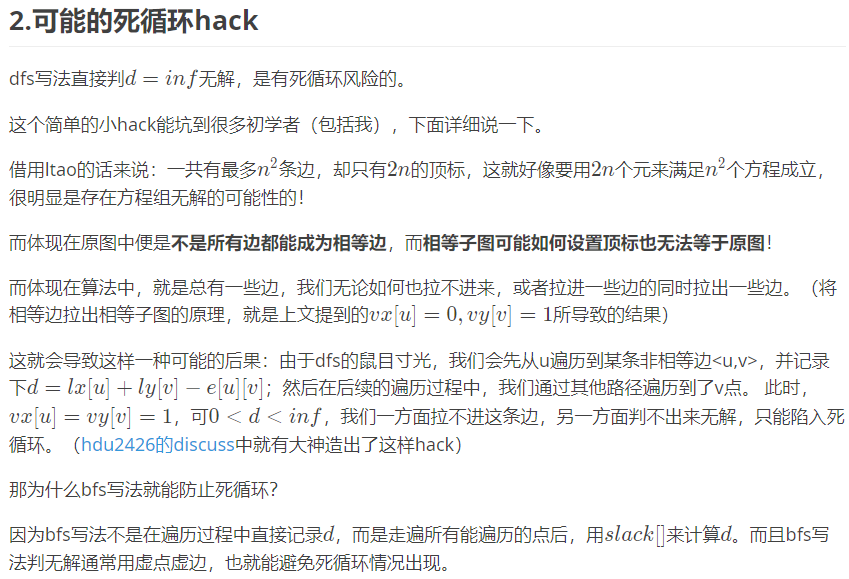 2.可能的死循环hack
dfs写法直接判d = inf无解，是有死循环风险的。
这个简单的小hack能坑到很多初学者（包括我），下面详细说一下。
借用ltao的话来说：一共有最多n²条边，却只有2n的顶标，这就好像要用2n个元来满足n²个方程成立，
很明显是存在方程组无解的可能性的！
而体现在原图中便是不是所有边都能成为相等边，而相等子图可能如何设置顶标也无法等于原图！
而体现在算法中，就是总有一些边，我们无论如何也拉不进来，或者拉进一些边的同时拉出一些边。（将
相等边拉出相等子图的原理，就是上文提到的vx[u] = 0, vy[v] = 1所导致的结果）
这就会导致这样一种可能的后果：由于dfs的鼠目寸光，我们会先从u遍历到某条非相等边<u,v>，并记录
下d = lx[u] + ly[v] − e[u][v]；然后在后续的遍历过程中，我们通过其他路径遍历到了v点。 此时，
vx[u] = vy[v] = 1，可0 < d < inf，我们一方面拉不进这条边，另一方面判不出来无解，只能陷入死
循环。（hdu2426的discuss中就有大神造出了这样hack）
那为什么bfs写法就能防止死循环？
因为bfs写法不是在遍历过程中直接记录d，而是走遍所有能遍历的点后，用slack[]来计算d。而且bfs写
法判无解通常用虚点虚边，也就能避免死循环情况出现。